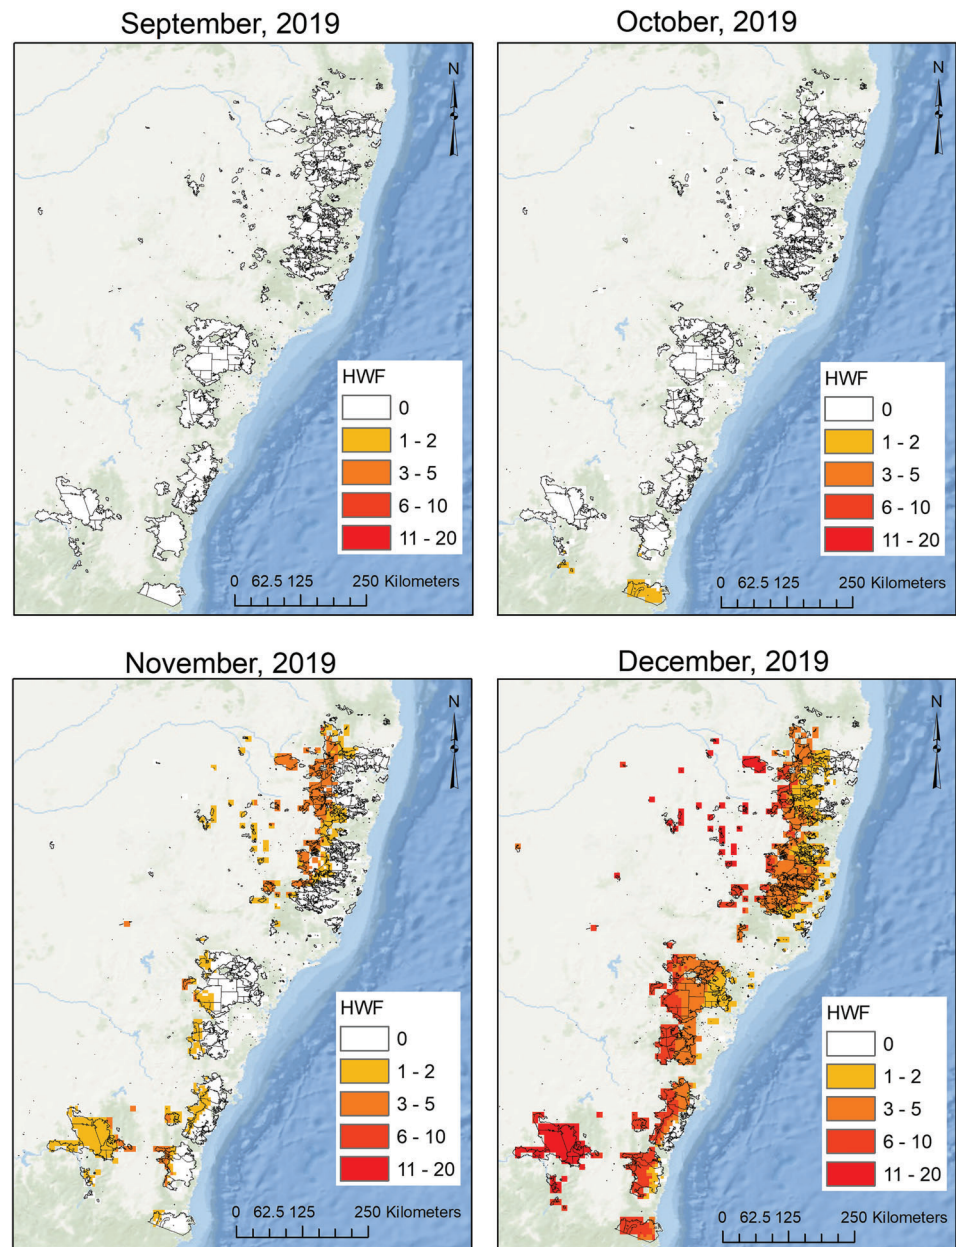 September, 2019
N
HWF
0
1 - 2
3 - 5
6 - 10
11 - 20
0 62.5 125 250 Kilometers
October, 2019
N
HWF
0
1 - 2
3 - 5
6 - 10
11 - 20
0 62.5 125 250 Kilometers
November, 2019
N
HWF
0
1 - 2
3 - 5
6 - 10
11 - 20
0 62.5 125 250 Kilometers
December, 2019
N
HWF
0
1 - 2
3 - 5
6 - 10
11 - 20
0 62.5 125 250 Kilometers